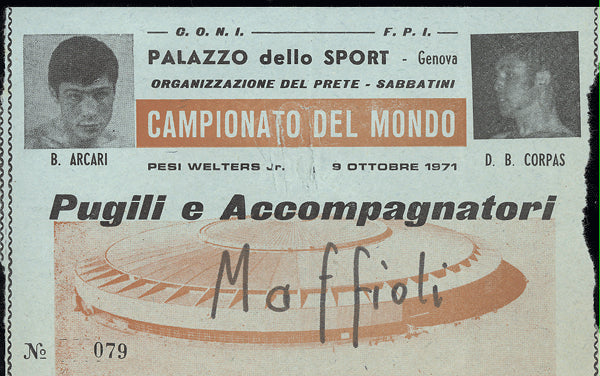 C. O. N. I. F. P. I.
PALAZZO dello SPORT - Genova
ORGANIZZAZIONE DEL PRETE - SABBATINI
CAMPIONATO DEL MONDO
B. ARCARI
PESI WELTERS Jr. 9 OTTOBRE 1971
D. B. CORPAS
Pugili e Accompagnatori
Maffioli
№ 079